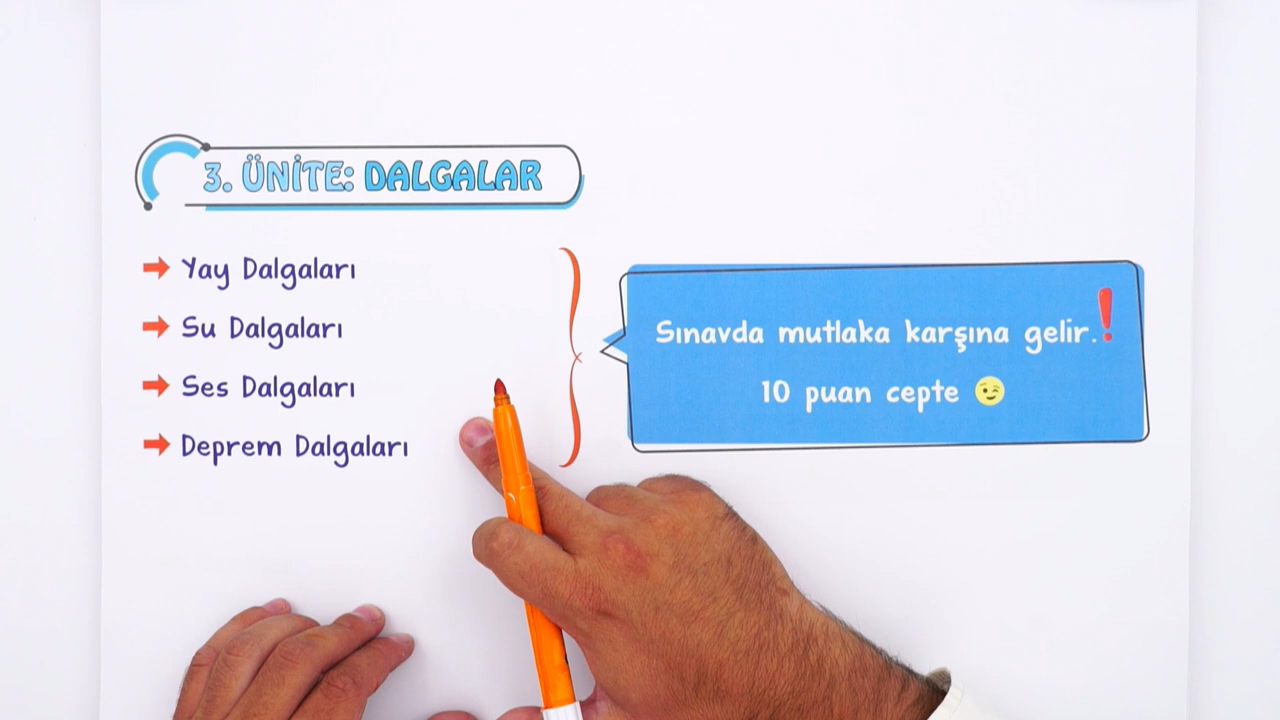 3. ÜNİTE: DALGALAR
Yay Dalgaları
Su Dalgaları
Ses Dalgaları
Deprem Dalgaları
Sınavda mutlaka karşına gelir.❗
10 puan cepte 😉